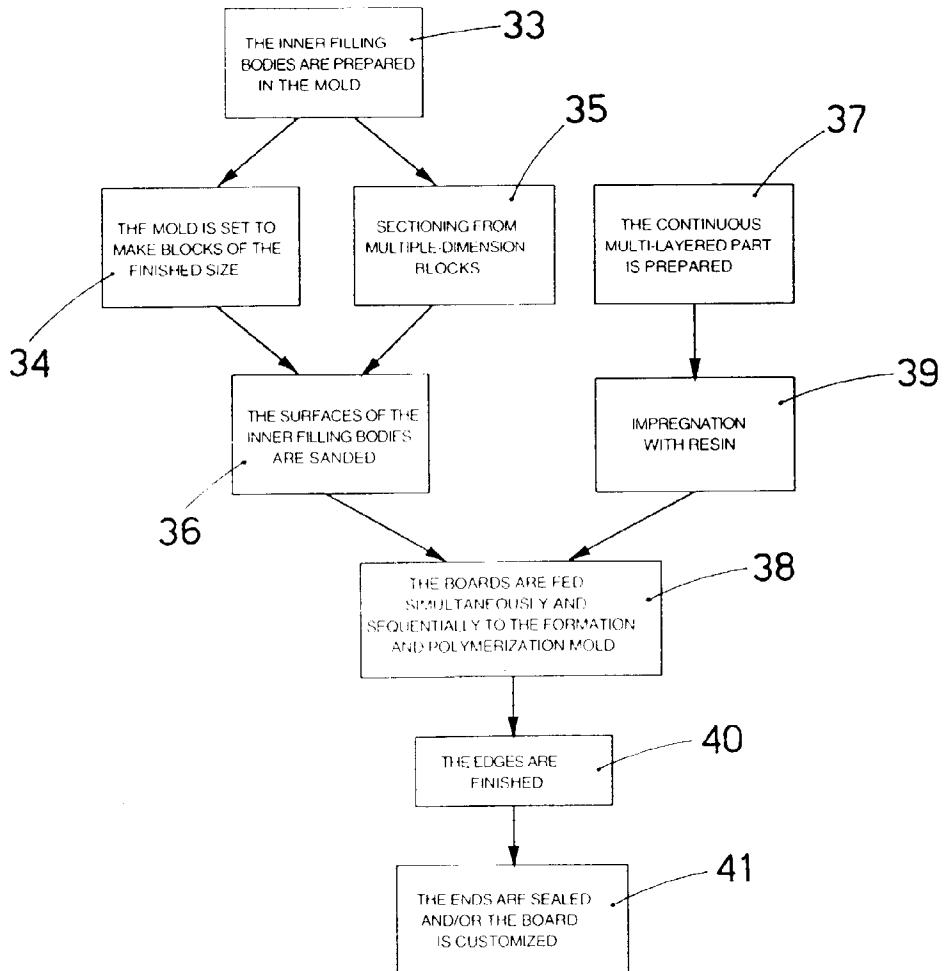 33
THE INNER FILLING
BODIES ARE PREPARED
IN THE MOLD
35
37
THE MOLD IS SET TO
MAKE BLOCKS OF THE
FINISHED SIZE
SECTIONING FROM
MULTIPLE-DIMENSION
BLOCKS
THE CONTINUOUS
MULTI-LAYERED PART
IS PREPARED
34
39
THE SURFACES OF THE
INNER FILLING BODIES
ARE SANDED
IMPREGNATION
WITH RESIN
36
38
THE BOARDS ARE FED
SIMULTANEOUSLY AND
SEQUENTIALLY TO THE FORMATION
AND POLYMERIZATION MOLD
40
THE EDGES ARE
FINISHED
41
THE ENDS ARE SEALED
AND/OR THE BOARD
IS CUSTOMIZED